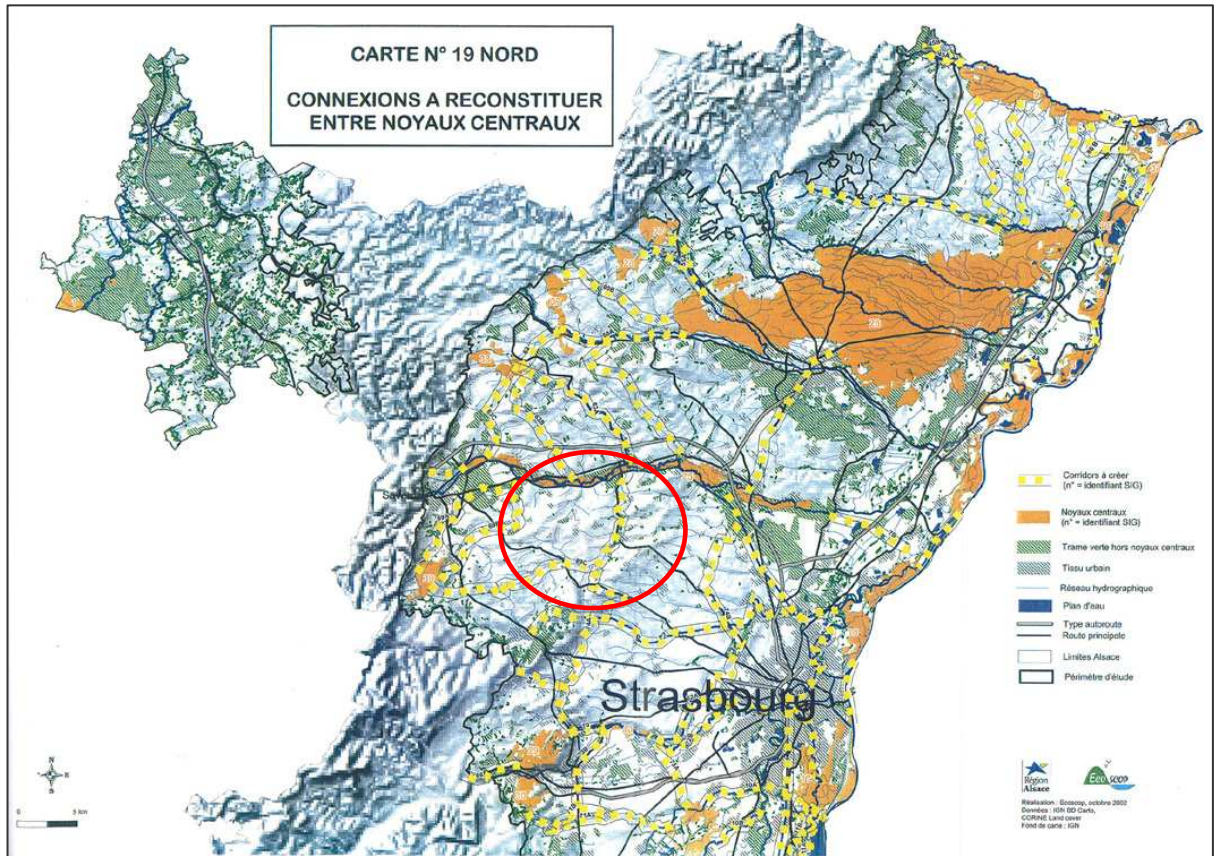 CARTE N° 19 NORD
CONNEXIONS A RECONSTITUER
ENTRE NOYAUX CENTRAUX
25
Strasbourg
Corridors à créer
(n° = identifiant SIG)
Noyaux centraux
(n° = identifiant SIG)
Trame verte hors noyaux centraux
Tissu urbain
Réseau hydrographique
Plan d'eau
Type autoroute
Route principale
Limites Alsace
Périmètre d'étude
N
E
S
0 5 km
Région
Alsace
EcoSCOP
Réalisation : Ecoscop, octobre 2002
Données : IGN BD Carto,
CORINE Land cover
Fond de carte : IGN